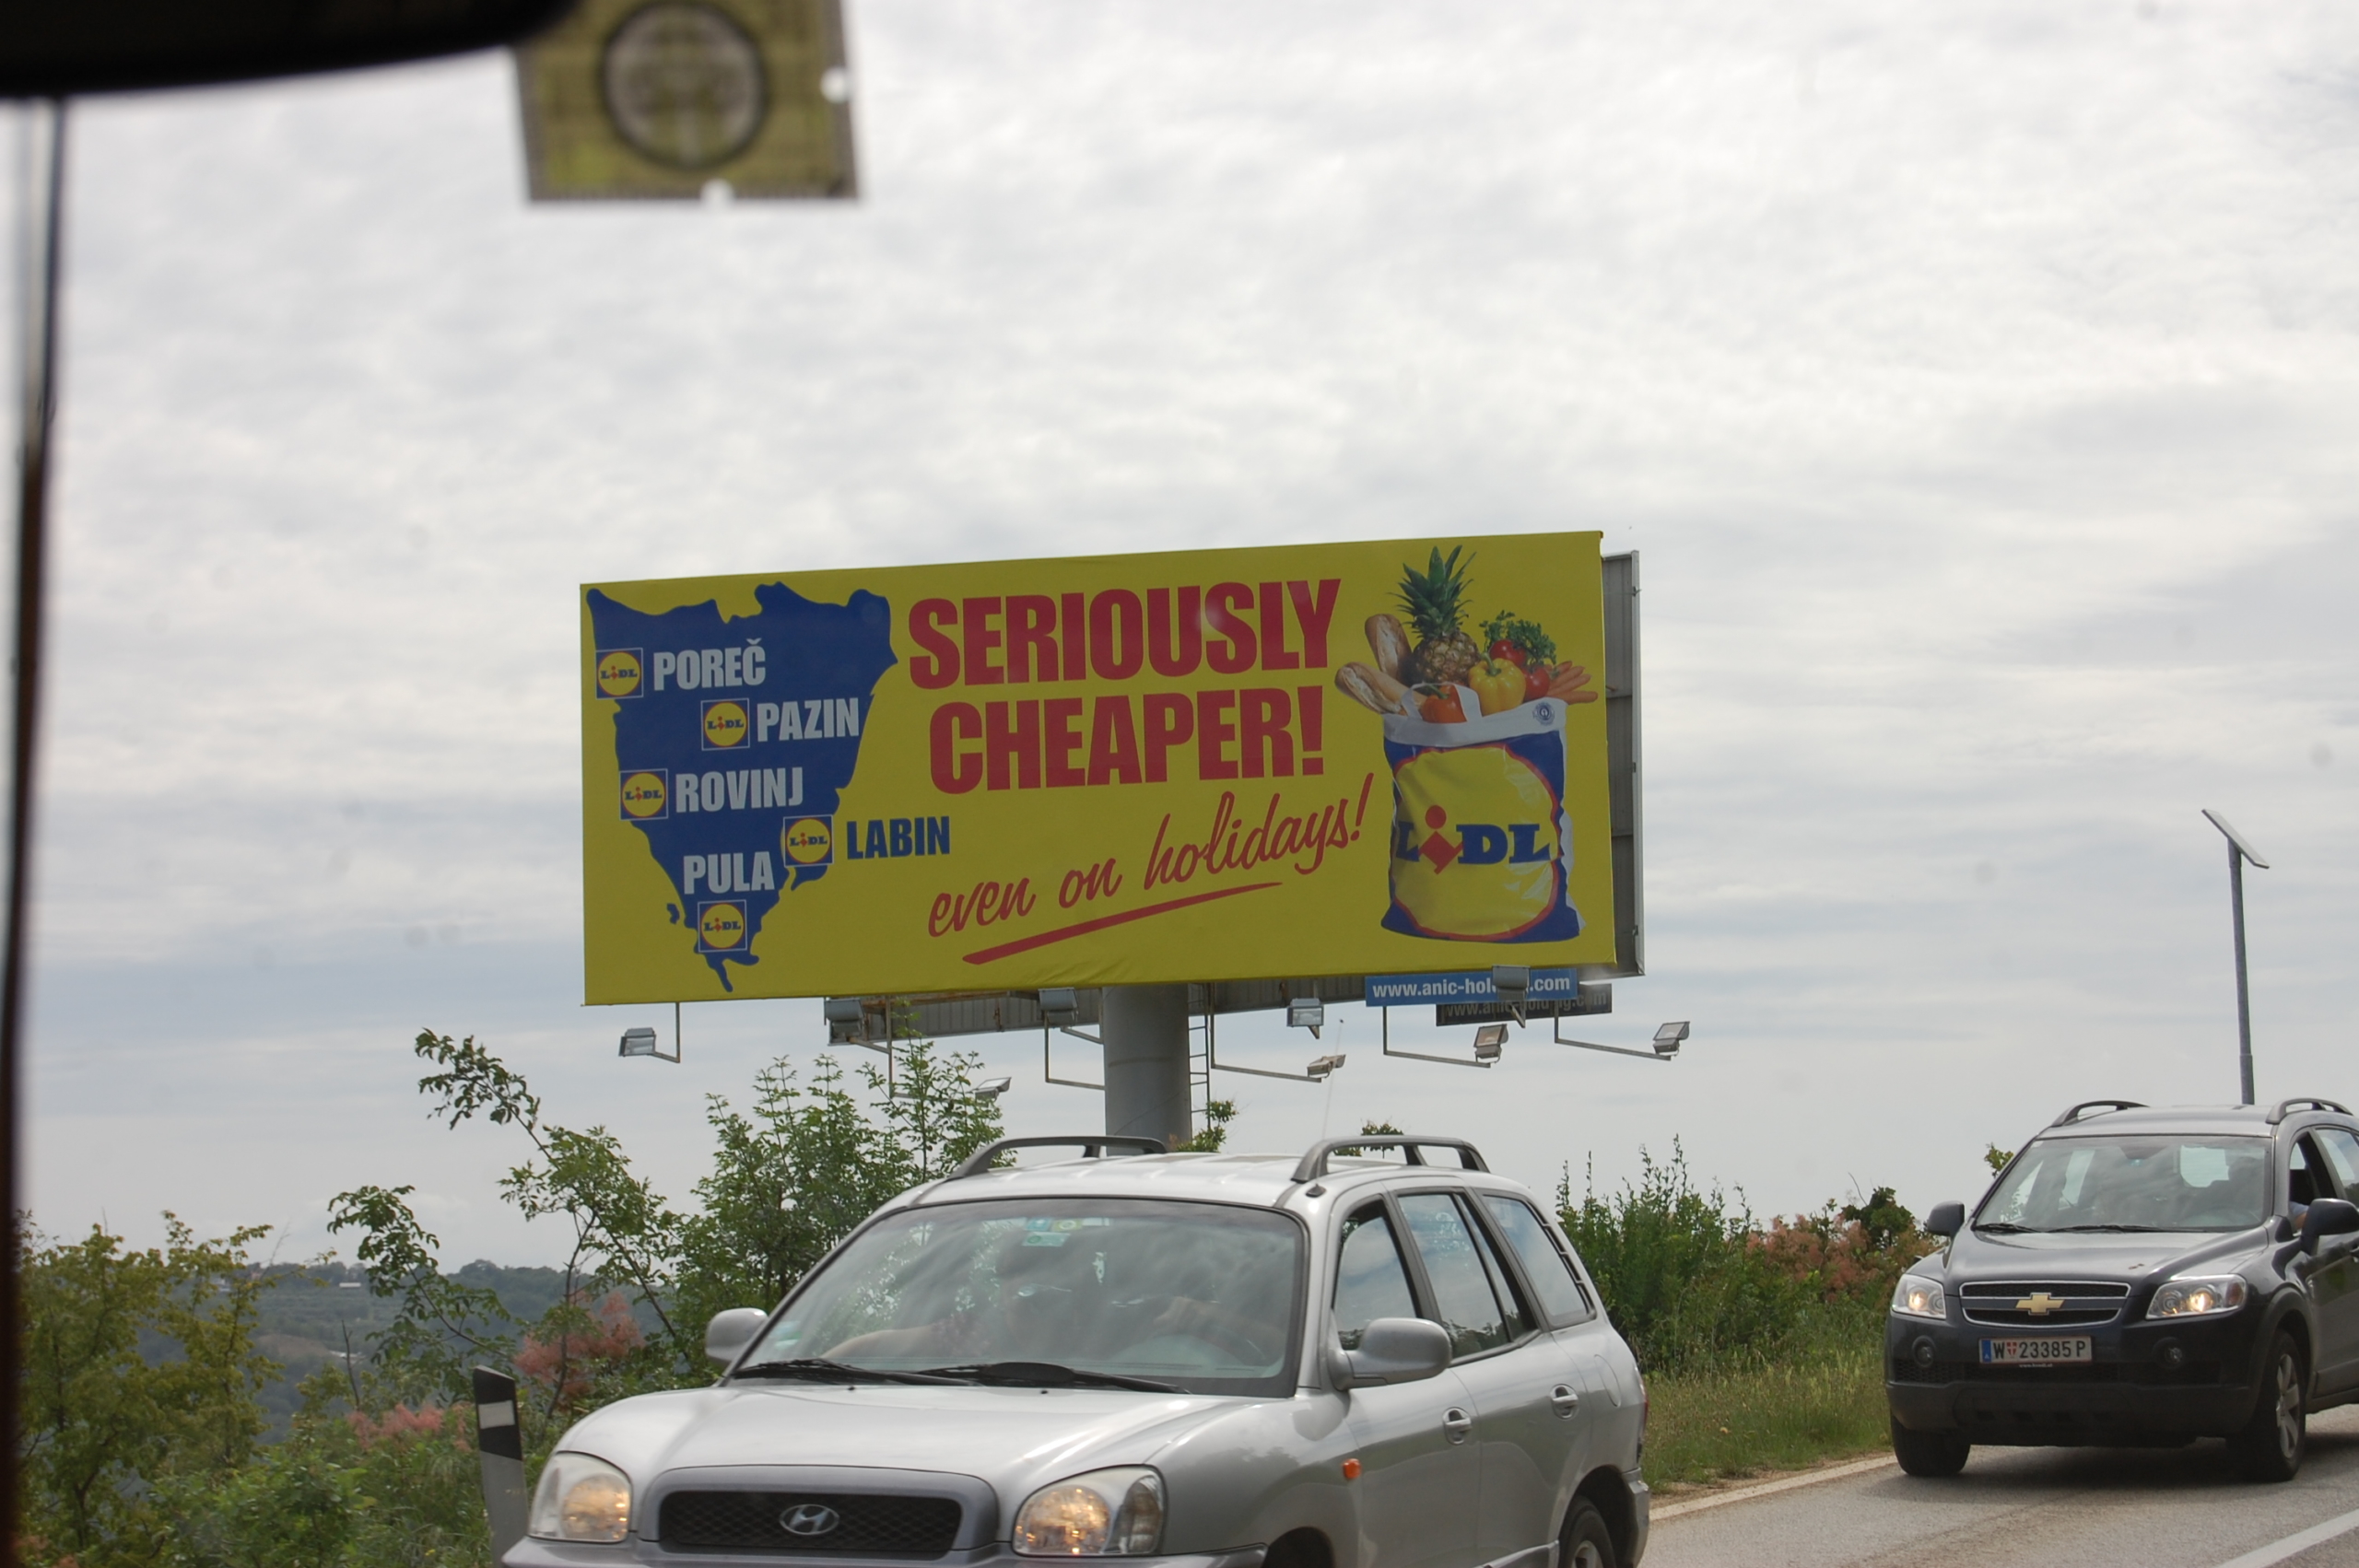 LIDL POREČ
LIDL PAZIN
LIDL ROVINJ
LIDL LABIN
PULA
LIDL
SERIOUSLY
CHEAPER!
even on holidays!
LIDL
W 23385 P